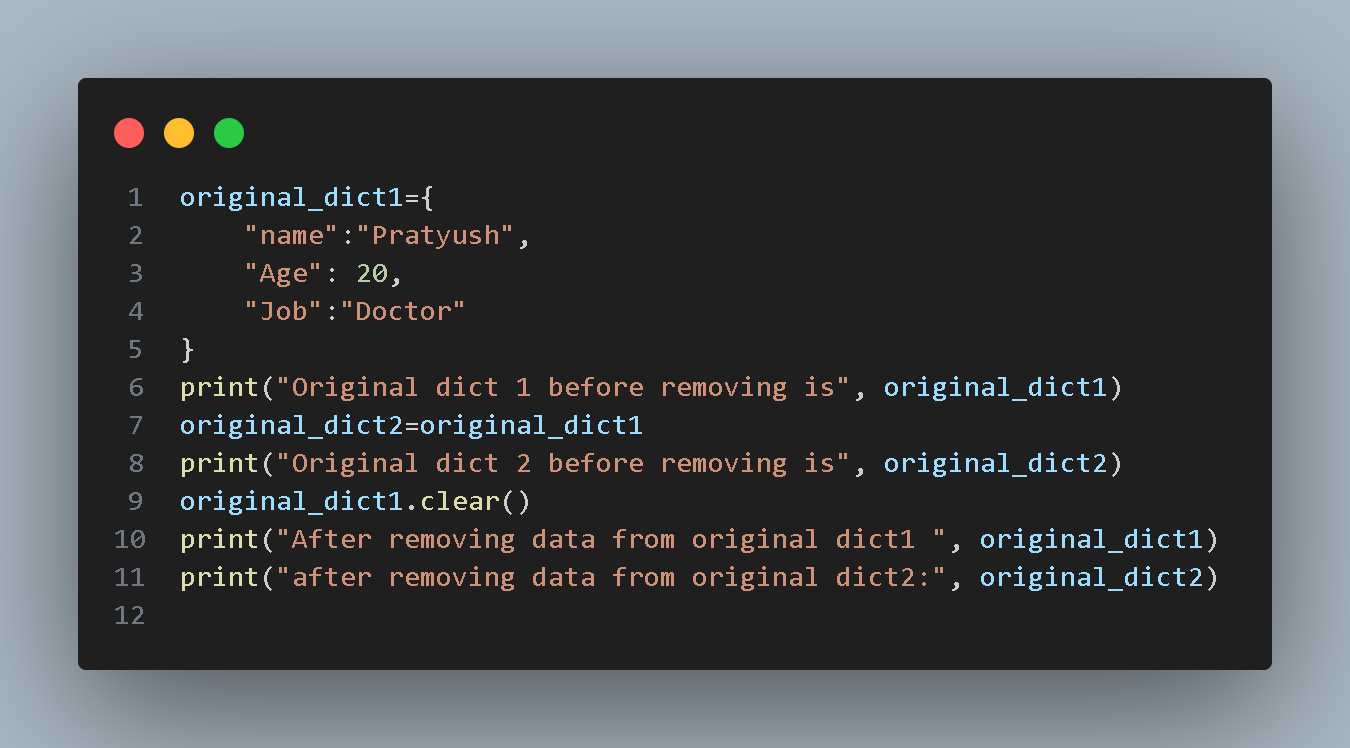 1 original_dict1={
2     "name":"Pratyush",
3     "Age": 20,
4     "Job":"Doctor"
5 }
6 print("Original dict 1 before removing is", original_dict1)
7 original_dict2=original_dict1
8 print("Original dict 2 before removing is", original_dict2)
9 original_dict1.clear()
10 print("After removing data from original dict1 ", original_dict1)
11 print("after removing data from original dict2:", original_dict2)
12